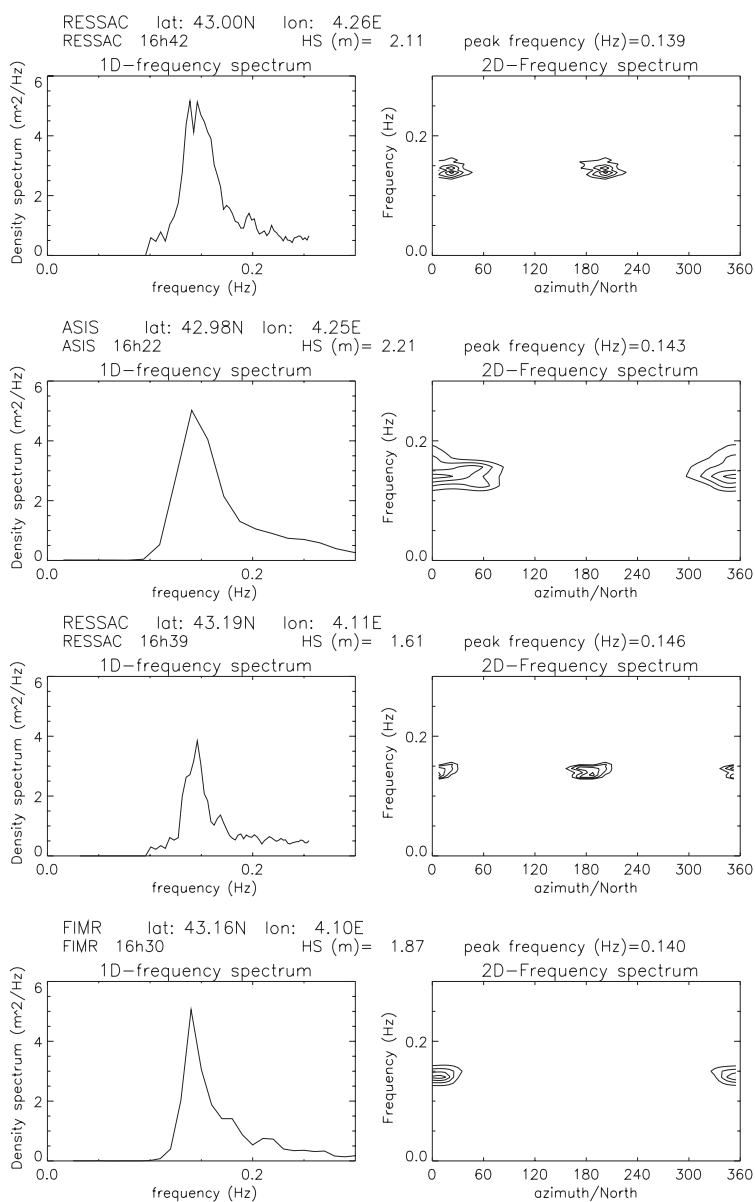 RESSAC lat: 43.00N lon: 4.26E
RESSAC 16h42 HS (m)= 2.11 peak frequency (Hz)=0.139
1D-frequency spectrum 2D-Frequency spectrum
Density spectrum (m^2/Hz)
6
4
2
0
0.0 0.2
frequency (Hz)
Frequency (Hz)
0.2
0.0
0 60 120 180 240 300 360
azimuth/North
ASIS lat: 42.98N lon: 4.25E
ASIS 16h22 HS (m)= 2.21 peak frequency (Hz)=0.143
1D-frequency spectrum 2D-Frequency spectrum
Density spectrum (m^2/Hz)
6
4
2
0
0.0 0.2
frequency (Hz)
Frequency (Hz)
0.2
0.0
0 60 120 180 240 300 360
azimuth/North
RESSAC lat: 43.19N lon: 4.11E
RESSAC 16h39 HS (m)= 1.61 peak frequency (Hz)=0.146
1D-frequency spectrum 2D-Frequency spectrum
Density spectrum (m^2/Hz)
6
4
2
0
0.0 0.2
frequency (Hz)
Frequency (Hz)
0.2
0.0
0 60 120 180 240 300 360
azimuth/North
FIMR lat: 43.16N lon: 4.10E
FIMR 16h30 HS (m)= 1.87 peak frequency (Hz)=0.140
1D-frequency spectrum 2D-Frequency spectrum
Density spectrum (m^2/Hz)
6
4
2
0
0.0 0.2
frequency (Hz)
Frequency (Hz)
0.2
0.0
0 60 120 180 240 300 360
azimuth/North